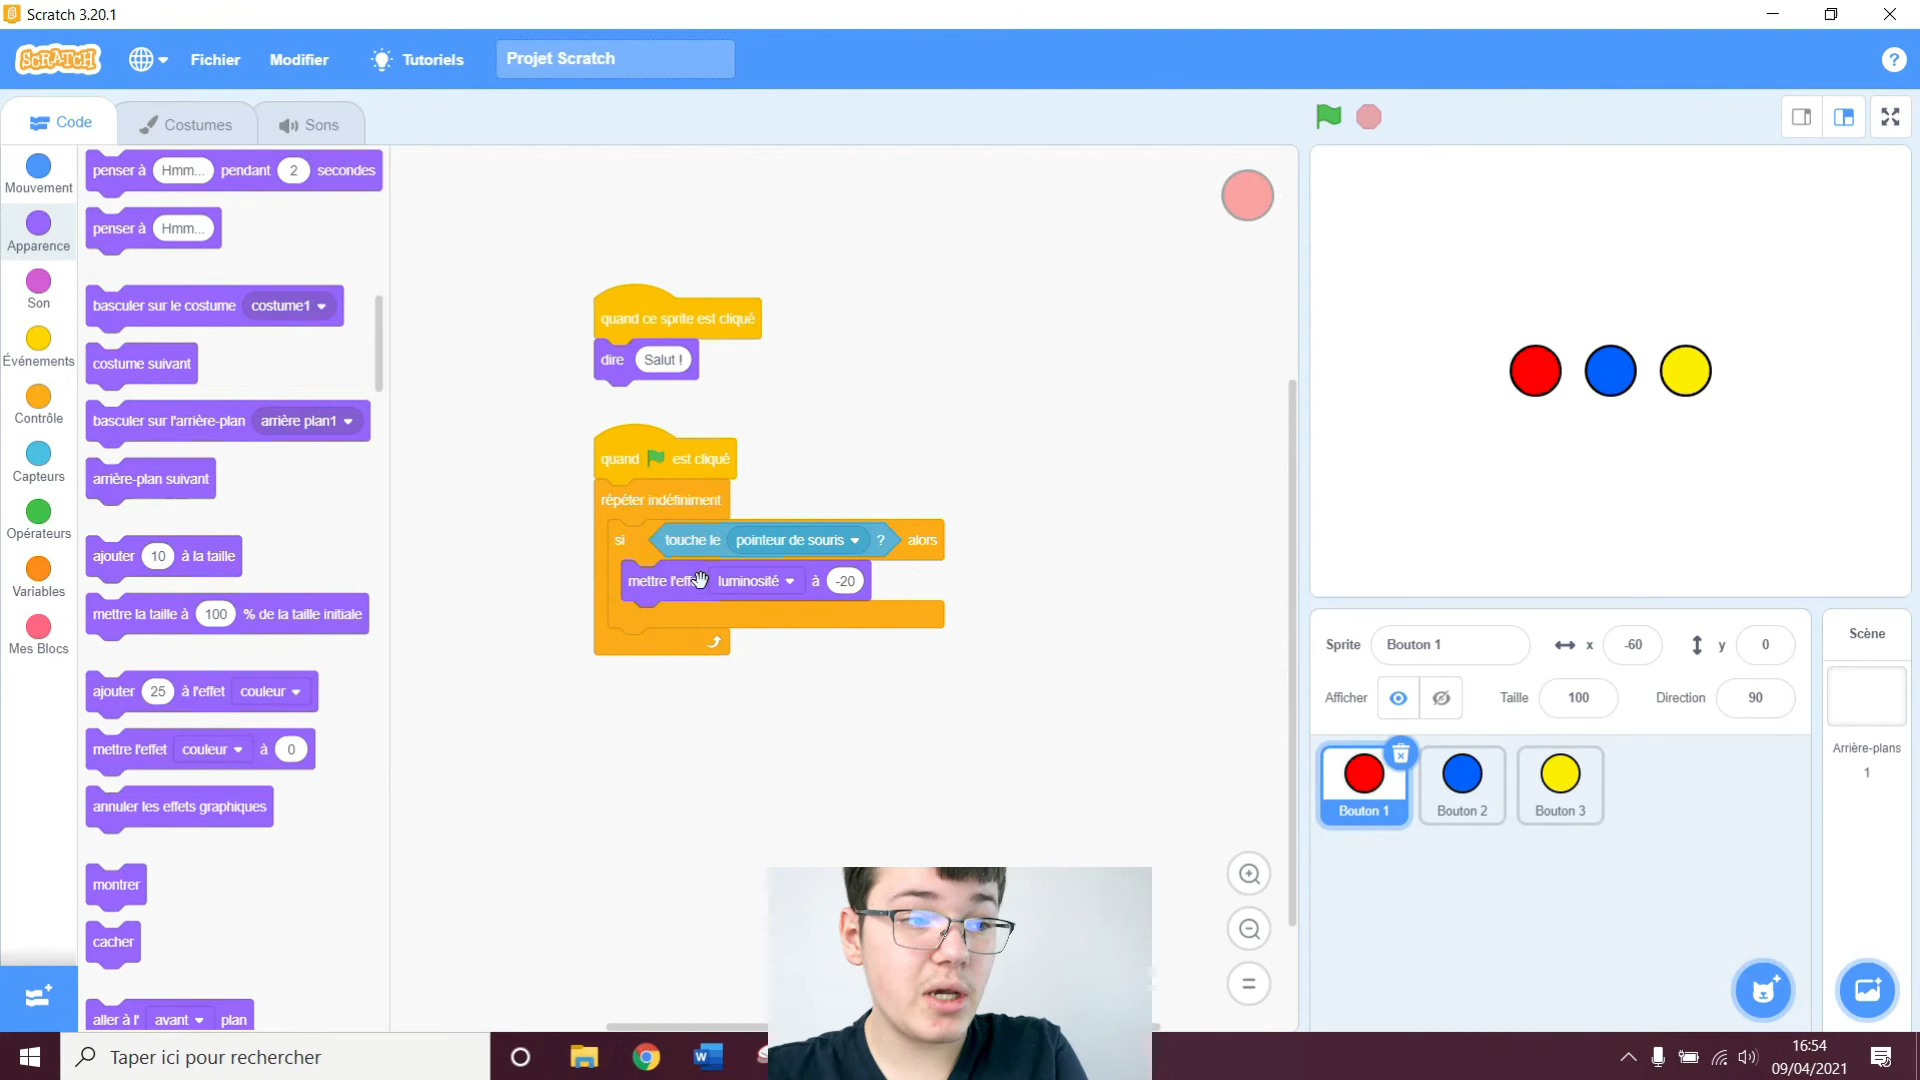 Scratch 3.20.1
SCRATCH
Fichier
Modifier
Tutoriels
Projet Scratch
?
Code
Costumes
Sons
Mouvement
Apparence
Son
Événements
Contrôle
Capteurs
Opérateurs
Variables
Mes Blocs
penser à Hmm... pendant 2 secondes
penser à Hmm...
basculer sur le costume costume1
costume suivant
basculer sur l'arrière-plan arrière plan1
arrière-plan suivant
ajouter 10 à la taille
mettre la taille à 100 % de la taille initiale
ajouter 25 à l'effet couleur
mettre l'effet couleur à 0
annuler les effets graphiques
montrer
cacher
aller à l' avant plan
quand ce sprite est cliqué
dire Salut !
quand est cliqué
répéter indéfiniment
si touche le pointeur de souris ? alors
luminosité à -20
mettre
Sprite Bouton 1 x -60 y 0
Afficher Taille 100 Direction 90
Bouton 1
Bouton 2
Bouton 3
Scène
Arrière-plans
1
Taper ici pour rechercher
W
16:54
09/04/2021